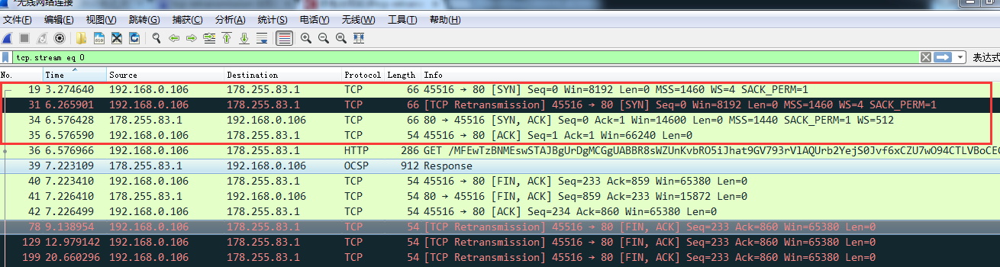 *无线网络连接
文件(F) 编辑(E) 视图(V) 跳转(G) 捕获(C) 分析(A) 统计(S) 电话(Y) 无线(W) 工具(T) 帮助(H)
tcp.stream eq 0 表达式
No. Time Source Destination Protocol Length Info
19 3.274640 192.168.0.106 178.255.83.1 TCP 66 45516 → 80 [SYN] Seq=0 Win=8192 Len=0 MSS=1460 WS=4 SACK_PERM=1
31 6.265901 192.168.0.106 178.255.83.1 TCP 66 [TCP Retransmission] 45516 → 80 [SYN] Seq=0 Win=8192 Len=0 MSS=1460 WS=4 SACK_PERM=1
34 6.576428 178.255.83.1 192.168.0.106 TCP 66 80 → 45516 [SYN, ACK] Seq=0 Ack=1 Win=14600 Len=0 MSS=1440 SACK_PERM=1 WS=512
35 6.576590 178.255.83.1 192.168.0.106 TCP 54 45516 → 80 [ACK] Seq=1 Ack=1 Win=66240 Len=0
36 6.576966 192.168.0.106 178.255.83.1 HTTP 286 GET /MFEwTzBNMEswSTAJBgUrDgMCGgUABBR8sWZUnKvbRO5iJhat9GV793rVlAQUrb2YejS0Jvf6xCZU7wO94CTLVBoCEC
39 7.223109 178.255.83.1 192.168.0.106 OCSP 912 Response
40 7.223410 192.168.0.106 178.255.83.1 TCP 54 45516 → 80 [FIN, ACK] Seq=233 Ack=859 Win=65380 Len=0
41 7.226410 178.255.83.1 192.168.0.106 TCP 54 80 → 45516 [FIN, ACK] Seq=859 Ack=233 Win=15872 Len=0
42 7.226499 192.168.0.106 178.255.83.1 TCP 54 45516 → 80 [ACK] Seq=234 Ack=860 Win=65380 Len=0
78 9.138954 192.168.0.106 178.255.83.1 TCP 54 [TCP Retransmission] 45516 → 80 [FIN, ACK] Seq=233 Ack=860 Win=65380 Len=0
129 12.979142 192.168.0.106 178.255.83.1 TCP 54 [TCP Retransmission] 45516 → 80 [FIN, ACK] Seq=233 Ack=860 Win=65380 Len=0
199 20.660296 192.168.0.106 178.255.83.1 TCP 54 [TCP Retransmission] 45516 → 80 [FIN, ACK] Seq=233 Ack=860 Win=65380 Len=0